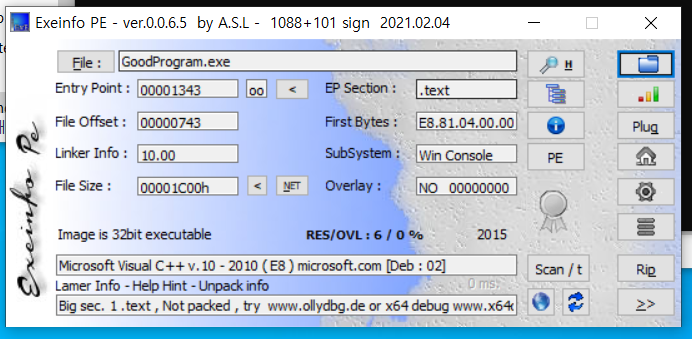 Exeinfo PE - ver.0.0.6.5 by A.S.L - 1088+101 sign 2021.02.04
File : GoodProgram.exe H
Entry Point : 00001343 oo < EP Section : .text
File Offset : 00000743 First Bytes : E8.81.04.00.00 Plug
Linker Info : 10.00 SubSystem : Win Console PE
File Size : 00001C00h < NET Overlay : NO 00000000
Image is 32bit executable RES/OVL : 6 / 0 % 2015
Microsoft Visual C++ v.10 - 2010 ( E8 ) microsoft.com [Deb : 02] Scan / t Rip
Lamer Info - Help Hint - Unpack info 0 ms.
Big sec. 1 .text , Not packed , try www.ollydbg.de or x64 debug www.x64 >>
Exeinfo Pe